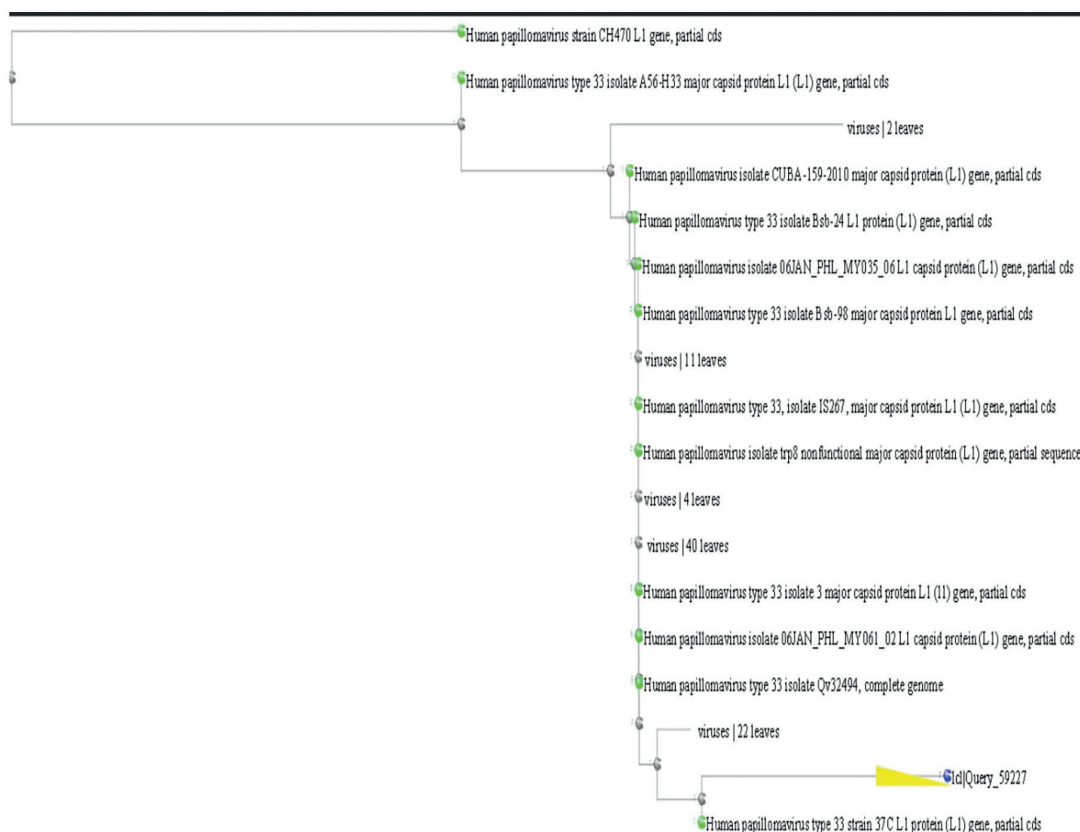 Human papillomavirus strain CH470 L1 gene, partial cds
Human papillomavirus type 33 isolate A56-H33 major capsid protein L1 (L1) gene, partial cds
viruses | 2 leaves
Human papillomavirus isolate CUBA-159-2010 major capsid protein (L1) gene, partial cds
Human papillomavirus type 33 isolate Bsb-24 L1 protein (L1) gene, partial cds
Human papillomavirus isolate 06JAN_PHL_MY035_06 L1 capsid protein (L1) gene, partial cds
Human papillomavirus type 33 isolate Bsb-98 major capsid protein L1 gene, partial cds
viruses | 11 leaves
Human papillomavirus type 33, isolate IS267, major capsid protein L1 (L1) gene, partial cds
Human papillomavirus isolate trp8 nonfunctional major capsid protein (L1) gene, partial sequence
viruses | 4 leaves
viruses | 40 leaves
Human papillomavirus type 33 isolate 3 major capsid protein L1 (l1) gene, partial cds
Human papillomavirus isolate 06JAN_PHL_MY061_02 L1 capsid protein (L1) gene, partial cds
Human papillomavirus type 33 isolate Qv32494, complete genome
viruses | 22 leaves
lcl|Query_59227
Human papillomavirus type 33 strain 37C L1 protein (L1) gene, partial cds